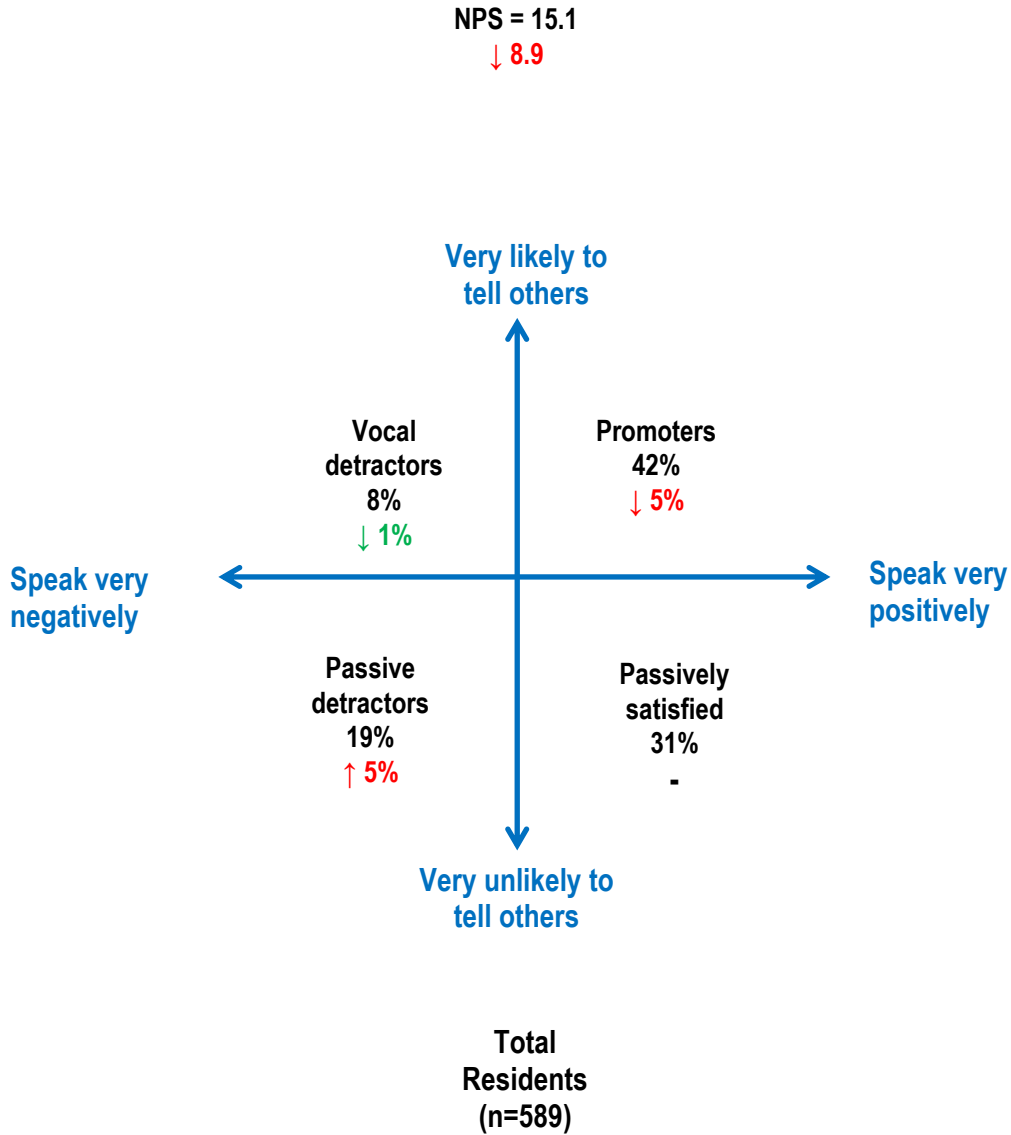 NPS = 15.1
↓ 8.9
Very likely to
tell others
Vocal
detractors
8%
↓ 1%
Promoters
42%
↓ 5%
Speak very
negatively
Speak very
positively
Passive
detractors
19%
↑ 5%
Passively
satisfied
31%
-
Very unlikely to
tell others
Total
Residents
(n=589)